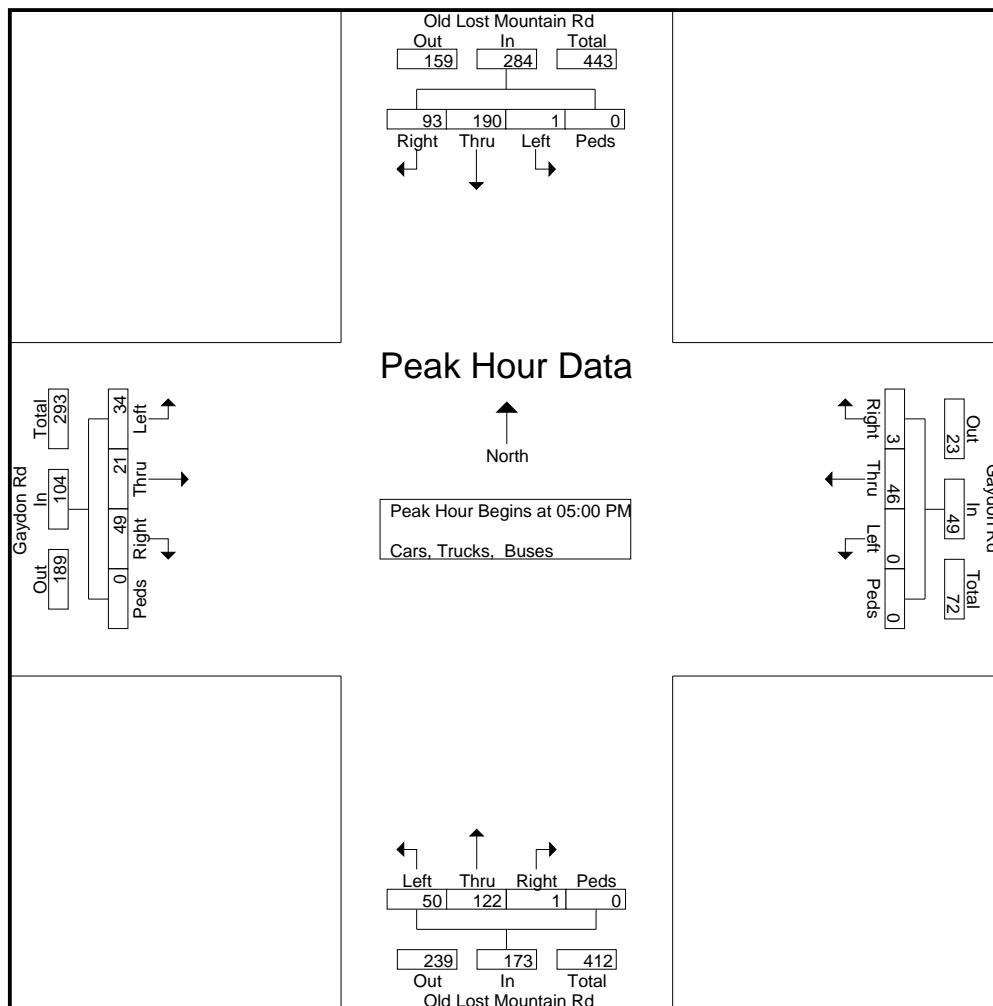 Old Lost Mountain Rd
Out In Total
159 284 443
93 190 1 0
Right Thru Left Peds
Peak Hour Data
North
Peak Hour Begins at 05:00 PM
Cars, Trucks, Buses
Gaydon Rd
Out In Total
189 104 293
0 49 21 34
Peds Right Thru Left
Gaydon Rd
Out In Total
23 49 72
3 46 0 0
Right Thru Left Peds
Left Thru Right Peds
50 122 1 0
239 173 412
Out In Total
Old Lost Mountain Rd